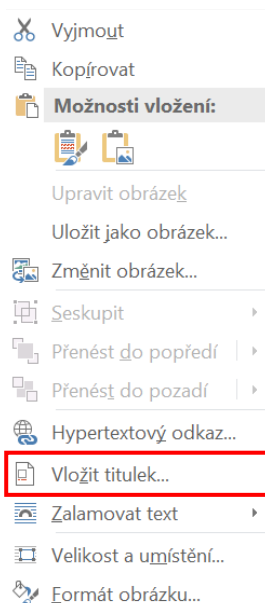 Vyjmout
Kopírovat
Možnosti vložení:
Upravit obrázek
Uložit jako obrázek...
Změnit obrázek...
Seskupit
Přenést do popředí
Přenést do pozadí
Hypertextový odkaz...
Vložit titulek...
Zalamovat text
Velikost a umístění...
Formát obrázku...